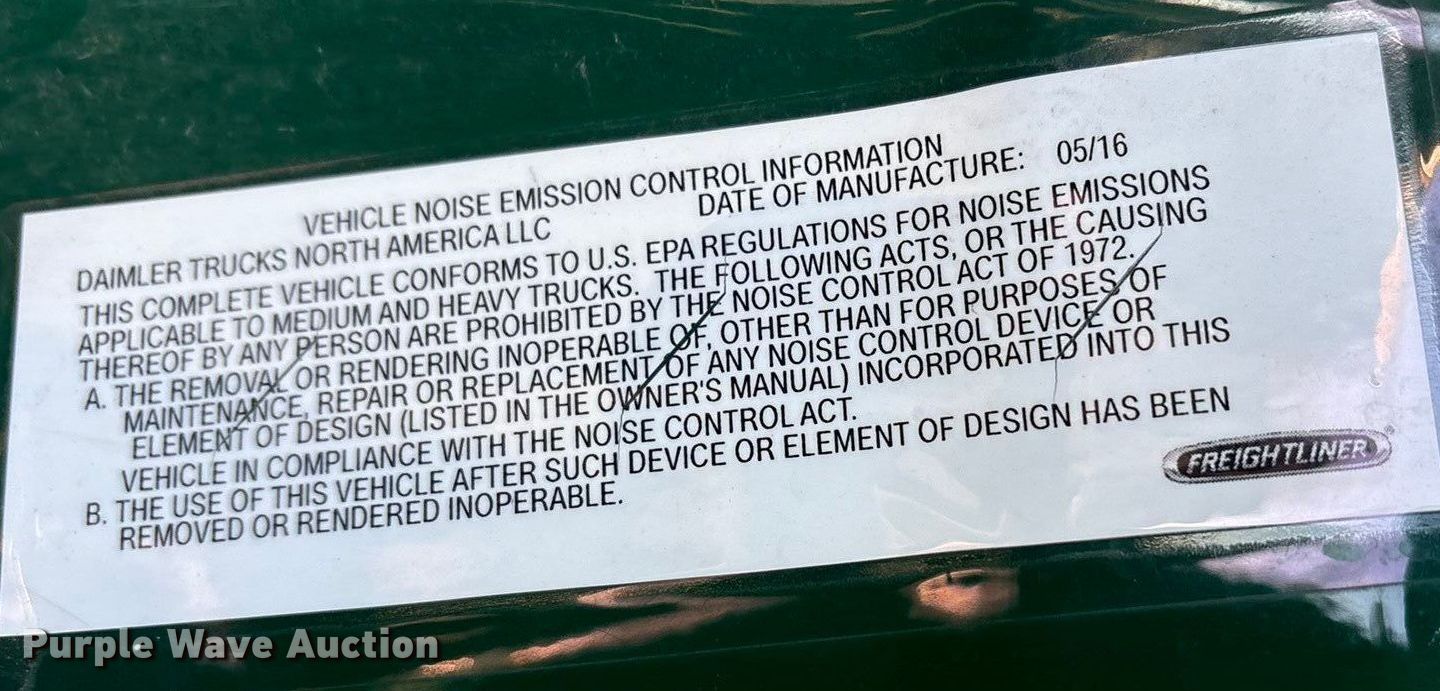 VEHICLE NOISE EMISSION CONTROL INFORMATION
DAIMLER TRUCKS NORTH AMERICA LLC DATE OF MANUFACTURE: 05/16
THIS COMPLETE VEHICLE CONFORMS TO U.S. EPA REGULATIONS FOR NOISE EMISSIONS
APPLICABLE TO MEDIUM AND HEAVY TRUCKS. THE FOLLOWING ACTS, OR THE CAUSING
THEREOF BY ANY PERSON ARE PROHIBITED BY THE NOISE CONTROL ACT OF 1972.
A. THE REMOVAL OR RENDERING INOPERABLE OF, OTHER THAN FOR PURPOSES OF
MAINTENANCE, REPAIR OR REPLACEMENT OF ANY NOISE CONTROL DEVICE OR
ELEMENT OF DESIGN (LISTED IN THE OWNER'S MANUAL) INCORPORATED INTO THIS
VEHICLE IN COMPLIANCE WITH THE NOISE CONTROL ACT.
B. THE USE OF THIS VEHICLE AFTER SUCH DEVICE OR ELEMENT OF DESIGN HAS BEEN
REMOVED OR RENDERED INOPERABLE.
FREIGHTLINER®
Purple Wave Auction